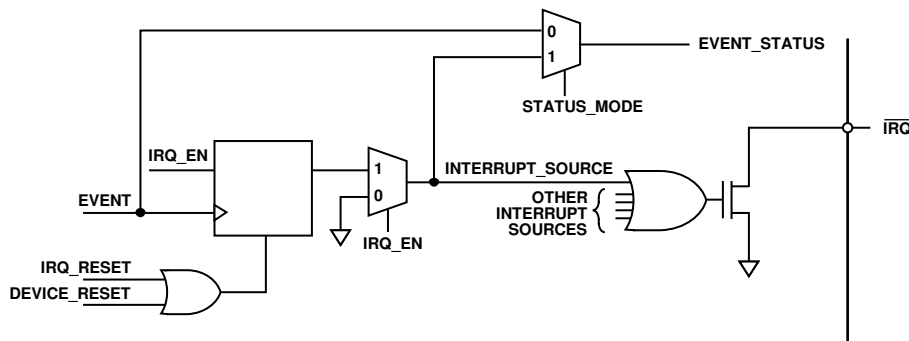 0
EVENT_STATUS
1
STATUS_MODE
IRQ
IRQ_EN
1
INTERRUPT_SOURCE
0
EVENT
OTHER
INTERRUPT
SOURCES
IRQ_EN
IRQ_RESET
DEVICE_RESET